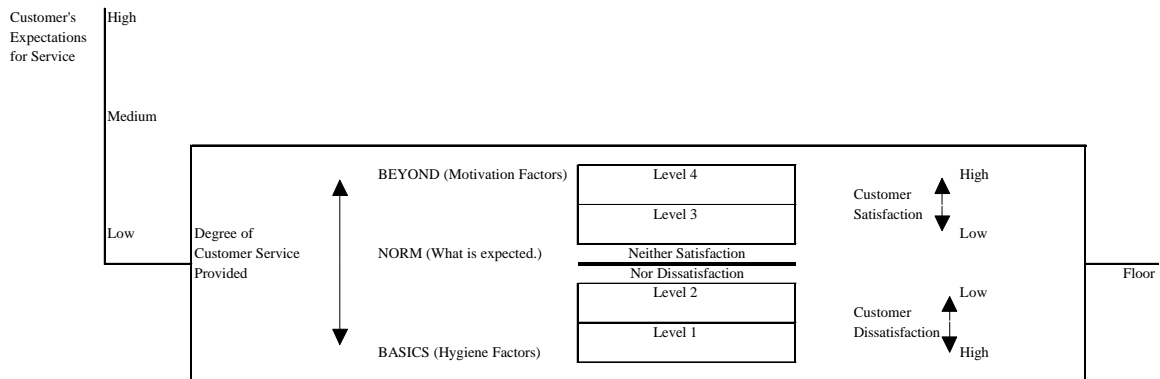 Customer's
Expectations
for Service
High
Medium
Low
Degree of
Customer Service
Provided
BEYOND (Motivation Factors)
NORM (What is expected.)
BASICS (Hygiene Factors)
Level 4
Level 3
Neither Satisfaction
Nor Dissatisfaction
Level 2
Level 1
Customer
Satisfaction
High
Low
Customer
Dissatisfaction
Low
High
Floor